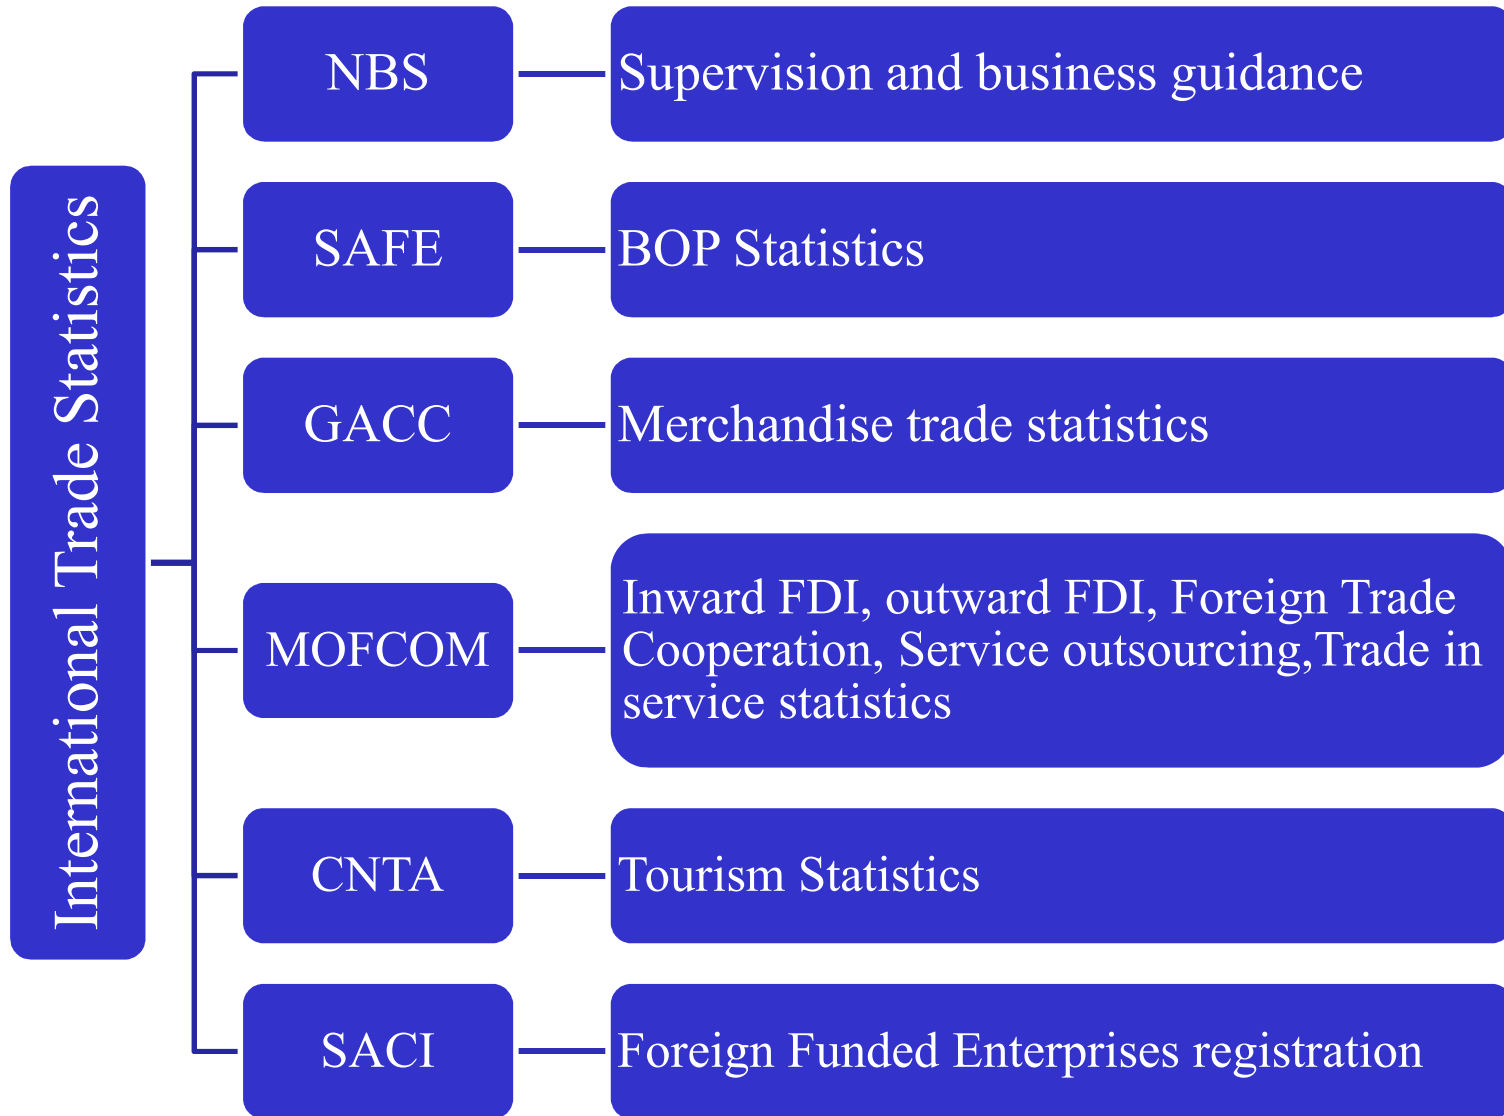 International Trade Statistics
NBS
Supervision and business guidance
SAFE
BOP Statistics
GACC
Merchandise trade statistics
MOFCOM
Inward FDI, outward FDI, Foreign Trade
Cooperation, Service outsourcing,Trade in
service statistics
CNTA
Tourism Statistics
SACI
Foreign Funded Enterprises registration